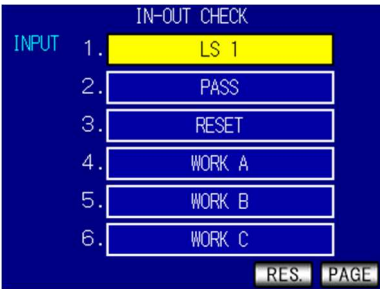 IN-OUT CHECK
INPUT 1. LS 1
2. PASS
3. RESET
4. WORK A
5. WORK B
6. WORK C
RES. PAGE